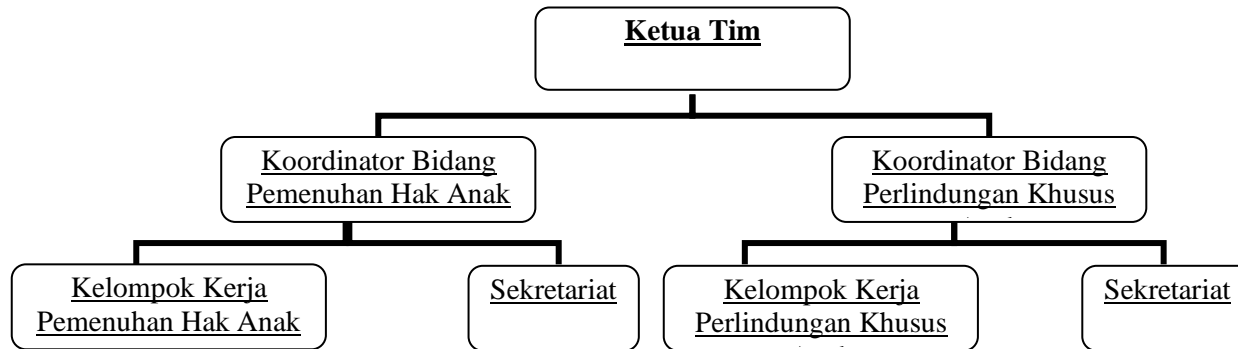 Ketua Tim
Koordinator Bidang
Pemenuhan Hak Anak
Koordinator Bidang
Perlindungan Khusus
Kelompok Kerja
Pemenuhan Hak Anak
Sekretariat
Kelompok Kerja
Perlindungan Khusus
Sekretariat